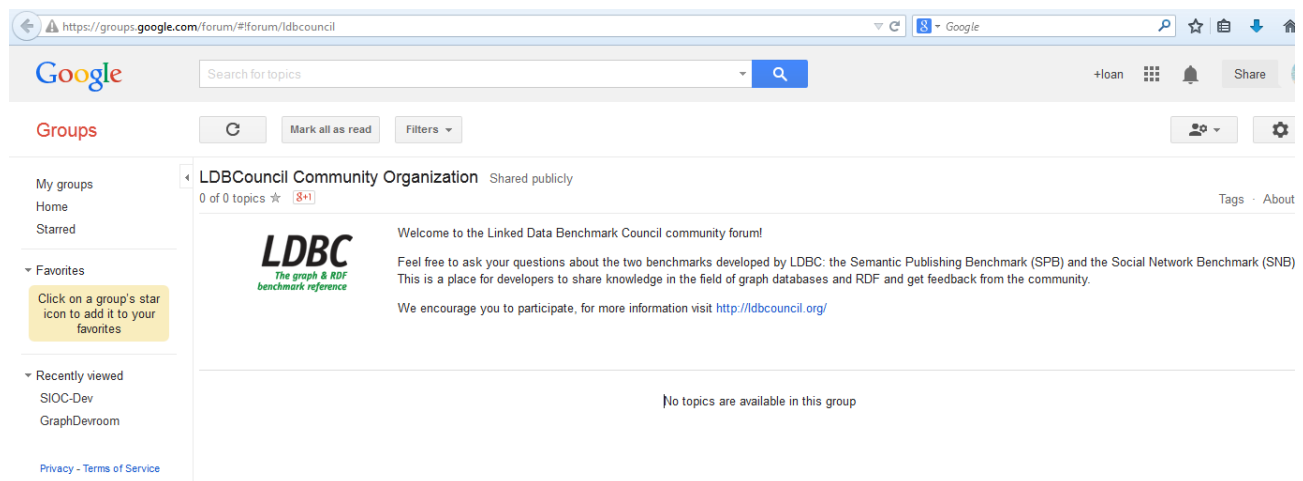 https://groups.google.com/forum/#!forum/ldbcouncil
8 - Google
Google
Search for topics
+Ioan
Share
Groups
C
Mark all as read
Filters
LDBCouncil Community Organization Shared publicly
0 of 0 topics
g+1
Tags · About
My groups
Home
Starred
Favorites
Click on a group's star
icon to add it to your
favorites
Recently viewed
SIOC-Dev
GraphDevroom
Privacy - Terms of Service
LDBC
The graph & RDF
benchmark reference
Welcome to the Linked Data Benchmark Council community forum!
Feel free to ask your questions about the two benchmarks developed by LDBC: the Semantic Publishing Benchmark (SPB) and the Social Network Benchmark (SNB)
This is a place for developers to share knowledge in the field of graph databases and RDF and get feedback from the community.
We encourage you to participate, for more information visit http://ldbcouncil.org/
No topics are available in this group